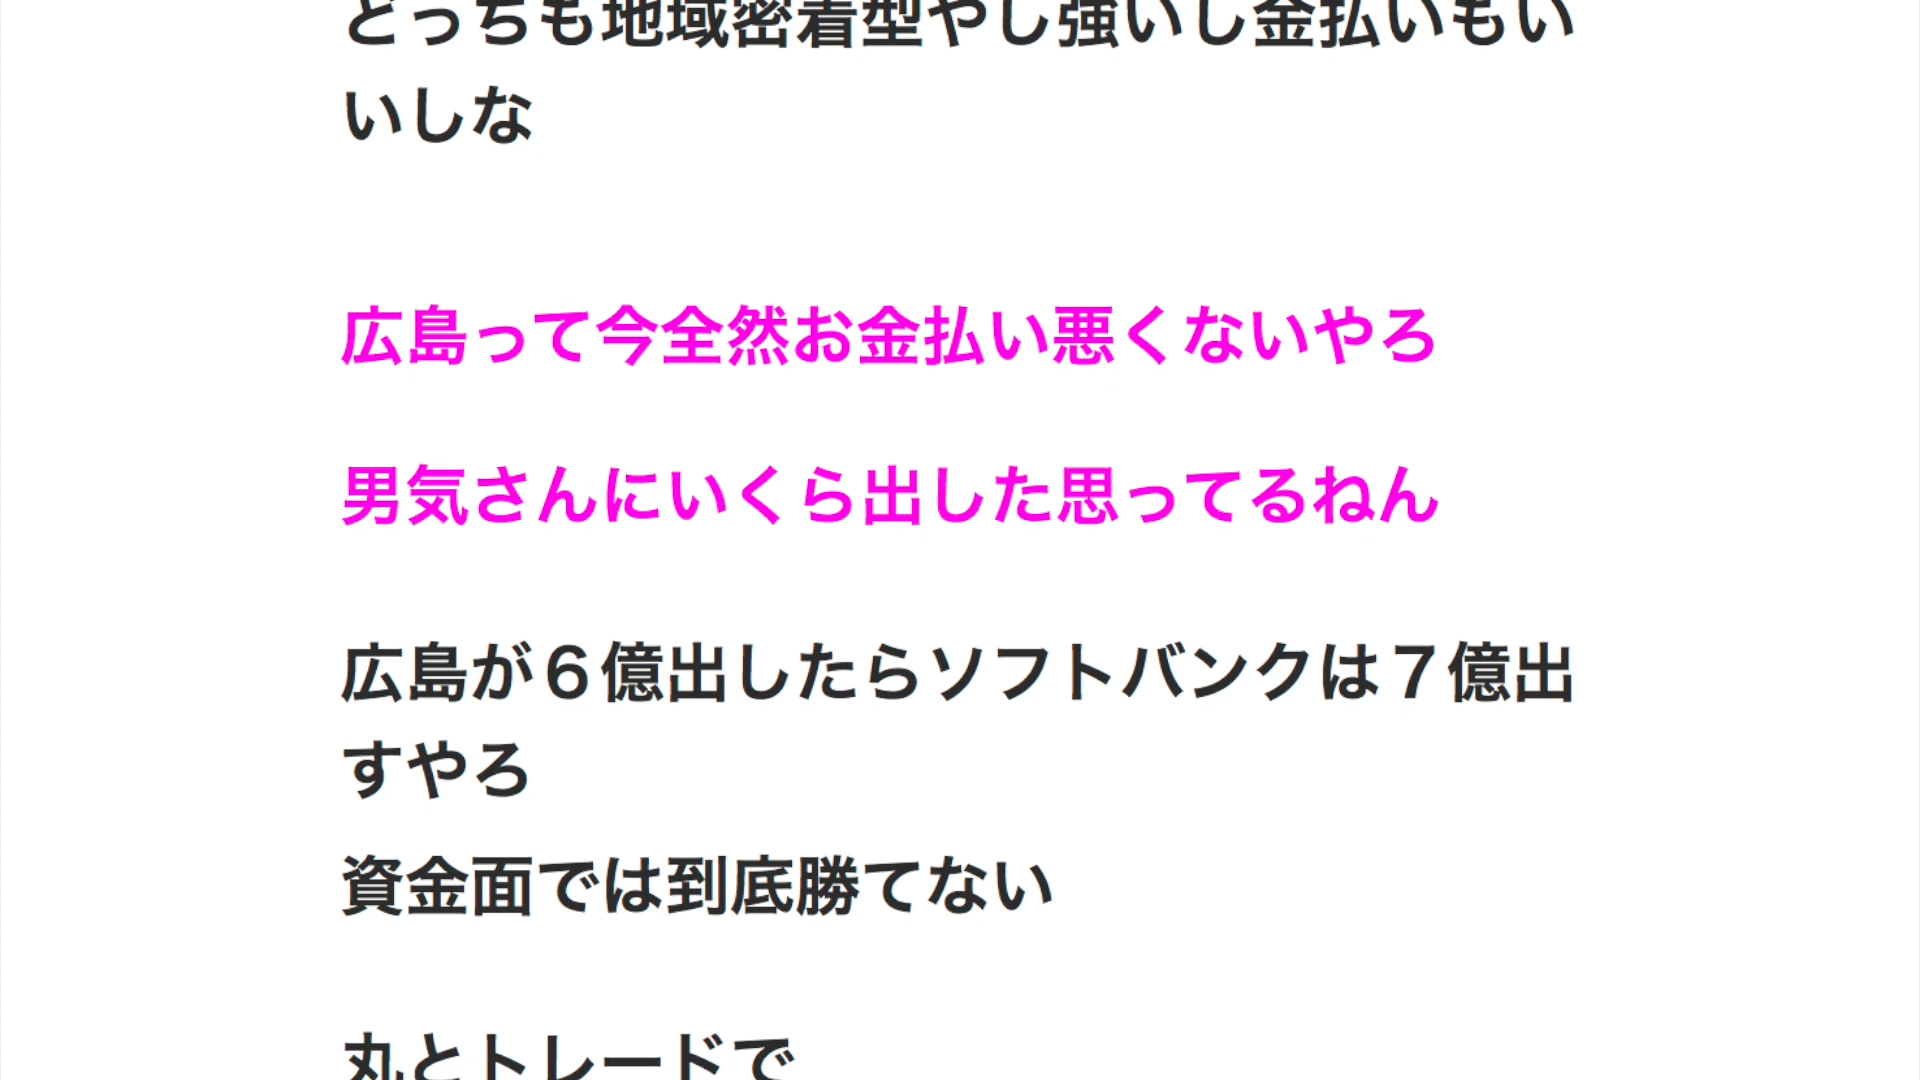 どっちも地域密着型やし強いし金払いもい
いしな
広島って今全然お金払い悪くないやろ
男気さんにいくら出した思ってるねん
広島が６億出したらソフトバンクは７億出
すやろ
資金面では到底勝てない
丸とトレードで